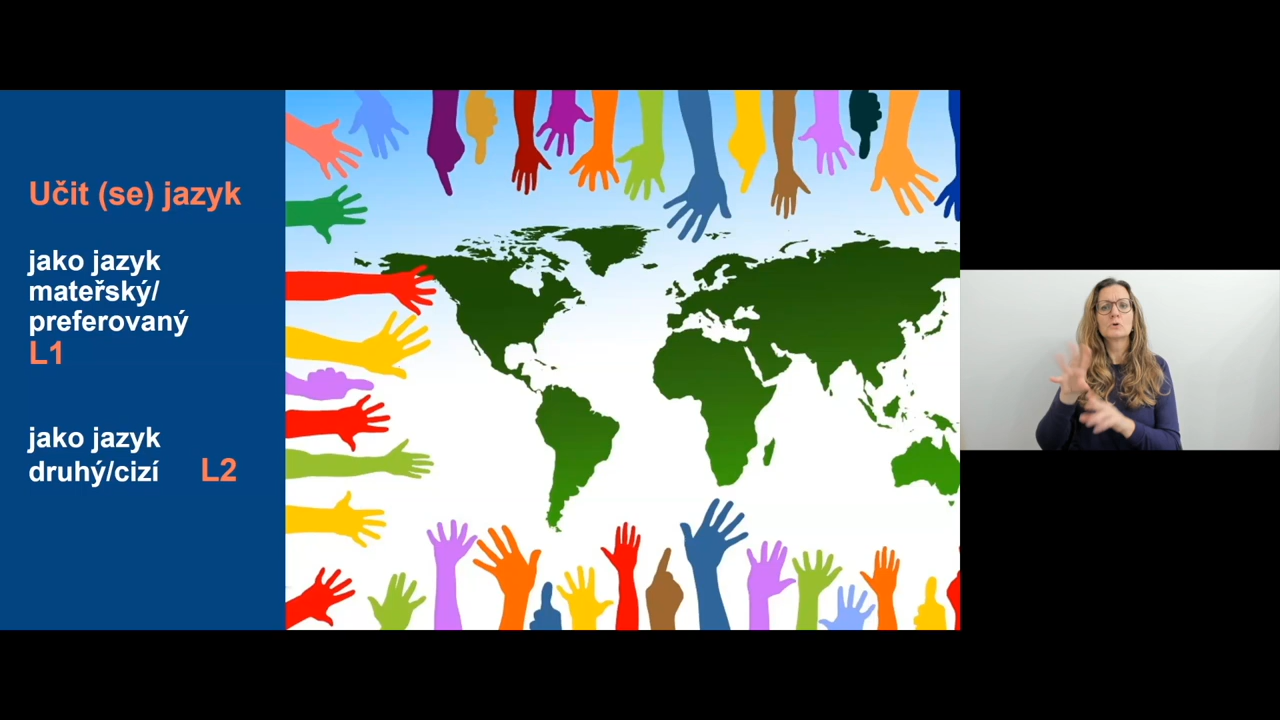 Učit (se) jazyk
jako jazyk
mateřský/
preferovaný
L1
jako jazyk
druhý/cizí L2